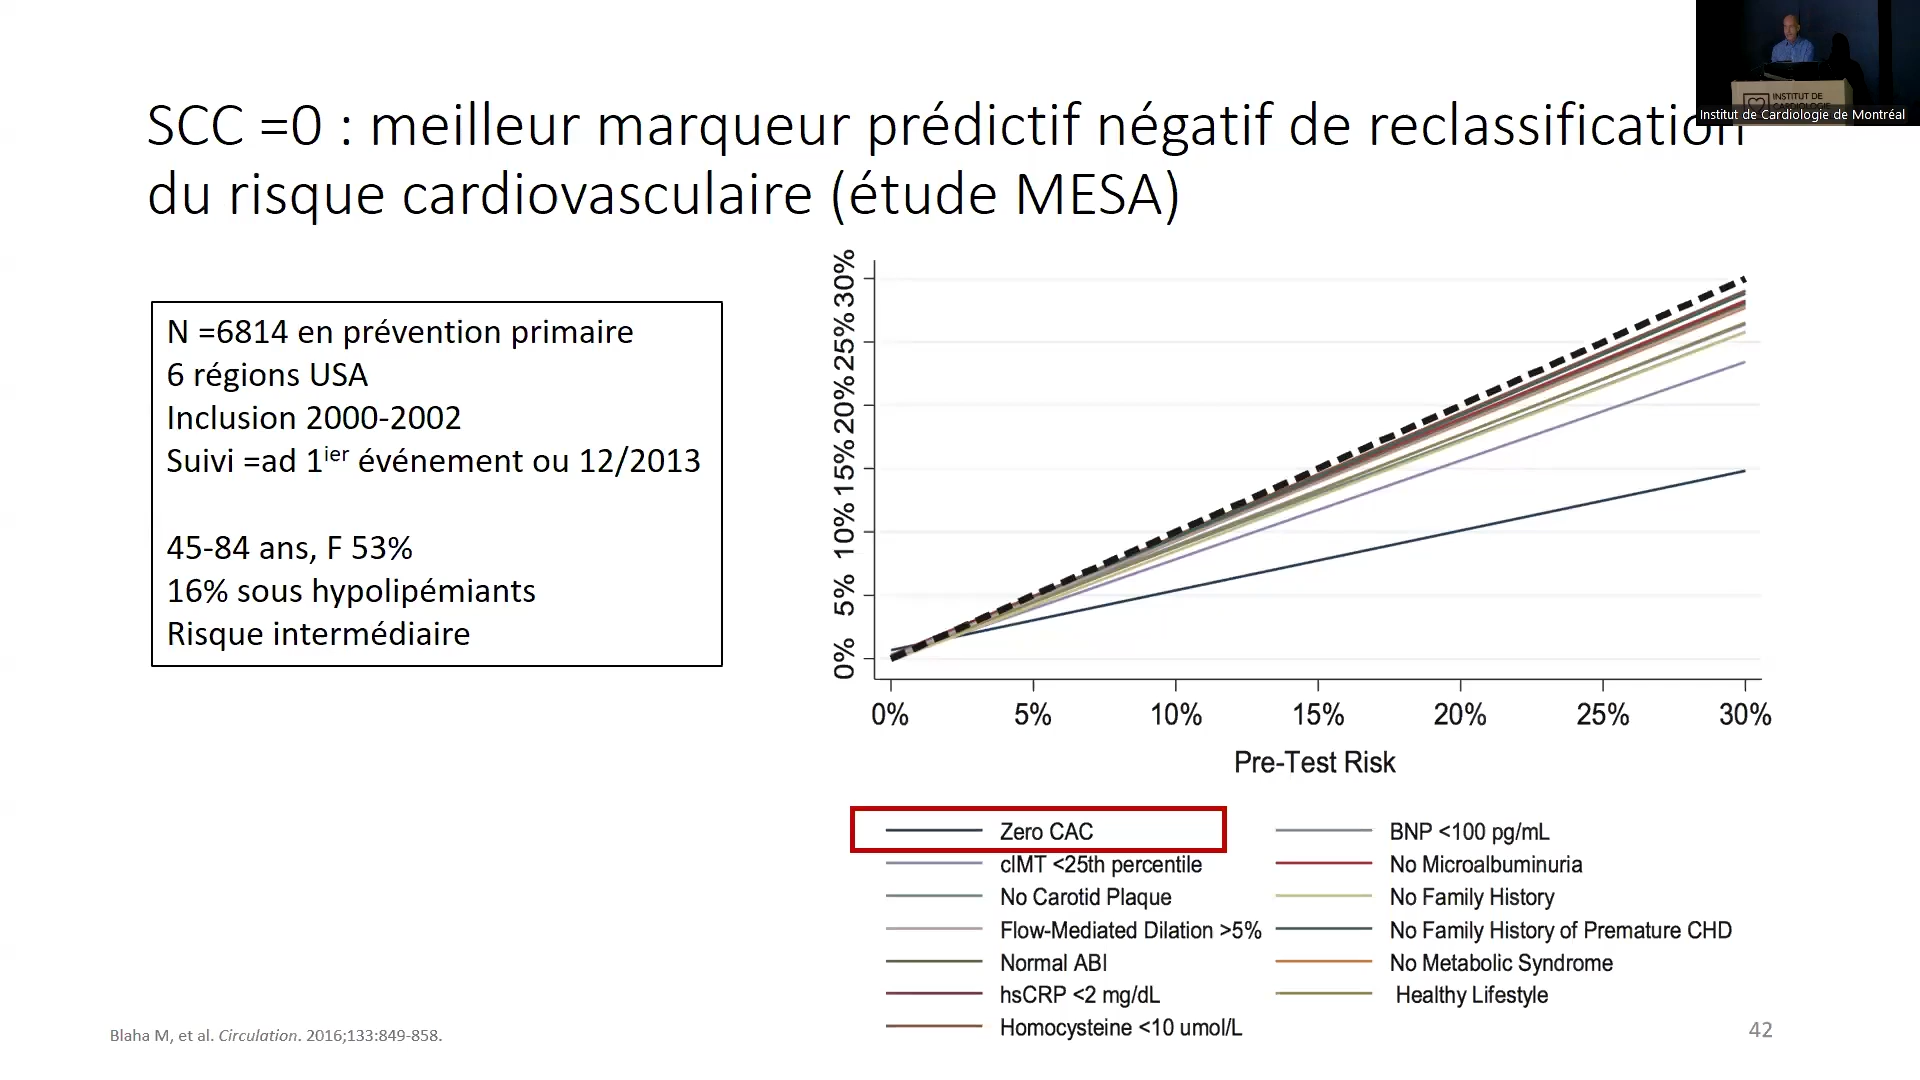 SCC =0 : meilleur marqueur prédictif négatif de reclassification
du risque cardiovasculaire (étude MESA)
INSTITUT DE
CARDIOLOGIE
Institut de Cardiologie de Montréal
N =6814 en prévention primaire
6 régions USA
Inclusion 2000-2002
Suivi =ad 1ier événement ou 12/2013
45-84 ans, F 53%
16% sous hypolipémiants
Risque intermédiaire
30%
25%
20%
15%
10%
5%
0%
0% 5% 10% 15% 20% 25% 30%
Pre-Test Risk
Zero CAC
cIMT <25th percentile
No Carotid Plaque
Flow-Mediated Dilation >5%
Normal ABI
hsCRP <2 mg/dL
Homocysteine <10 umol/L
BNP <100 pg/mL
No Microalbuminuria
No Family History
No Family History of Premature CHD
No Metabolic Syndrome
Healthy Lifestyle
Blaha M, et al. Circulation. 2016;133:849-858.
42